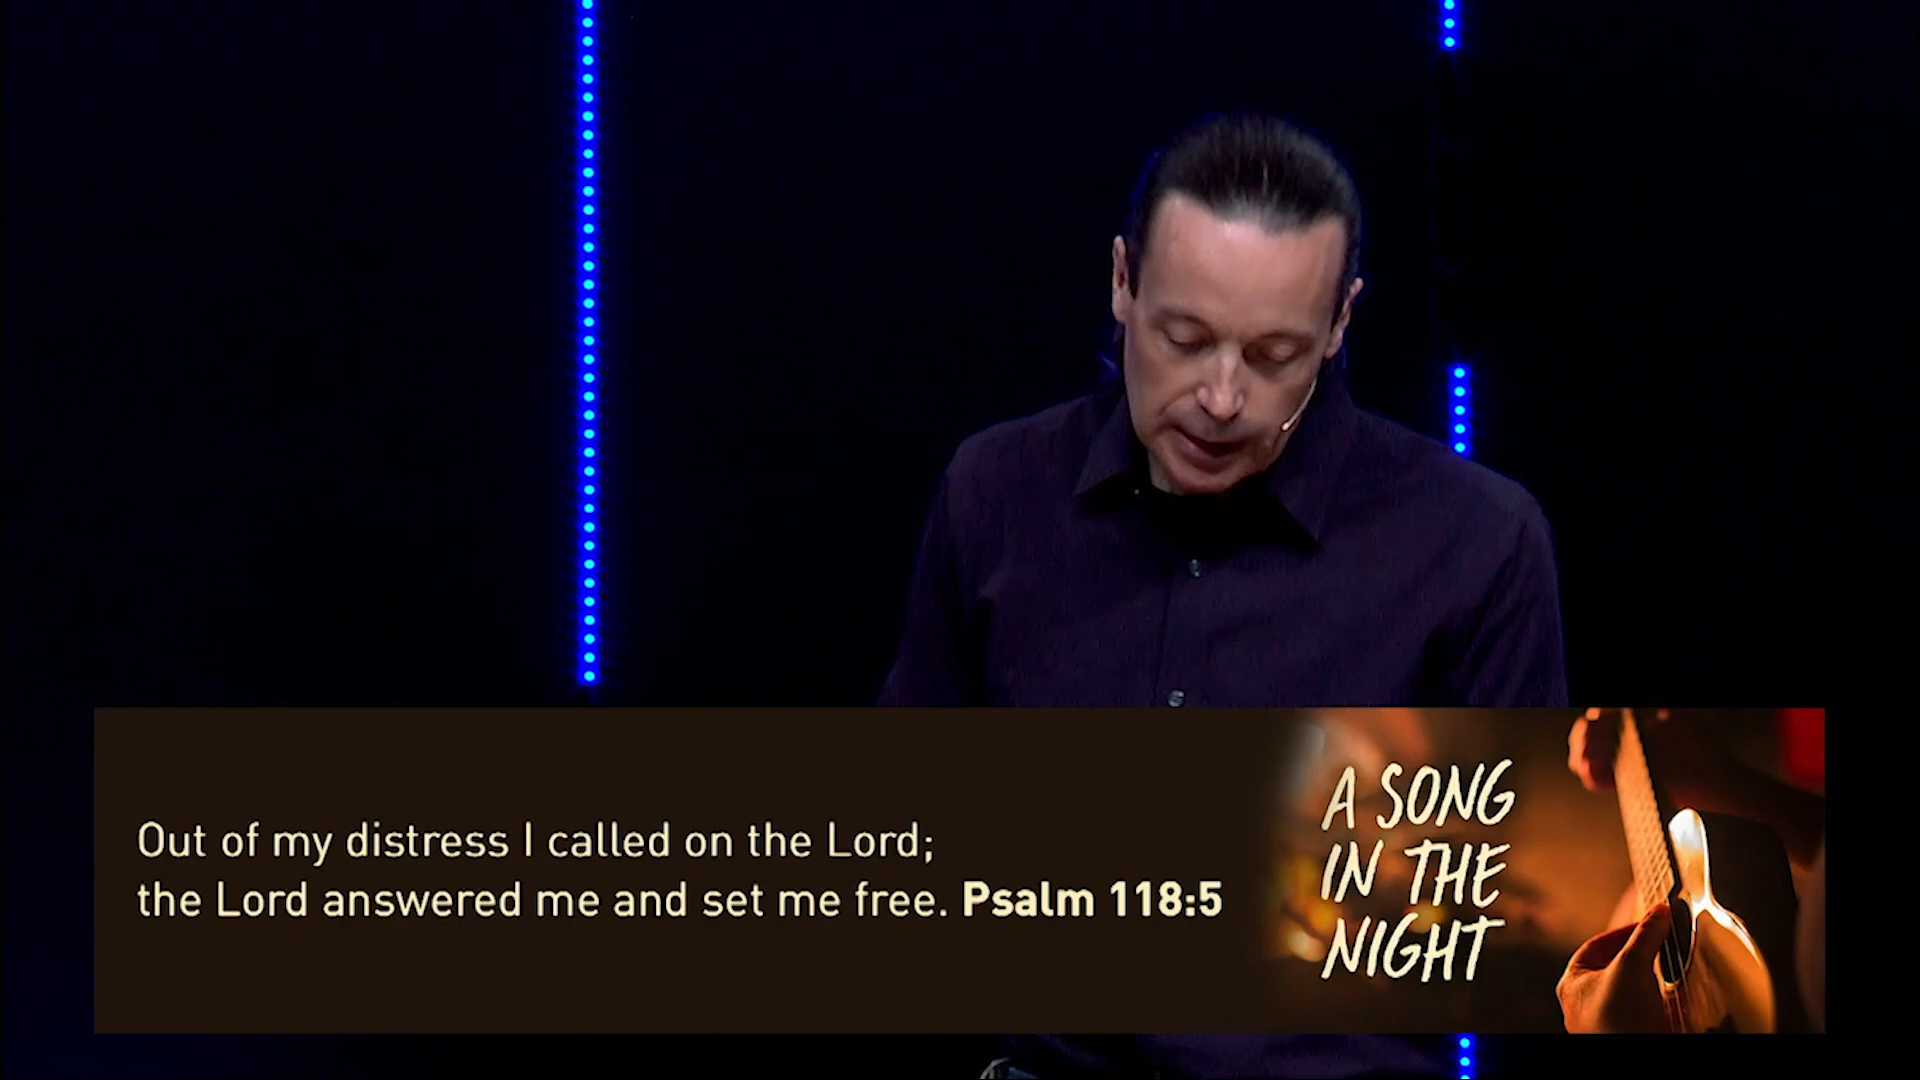 Out of my distress I called on the Lord;
the Lord answered me and set me free. Psalm 118:5
A SONG
IN THE
NIGHT